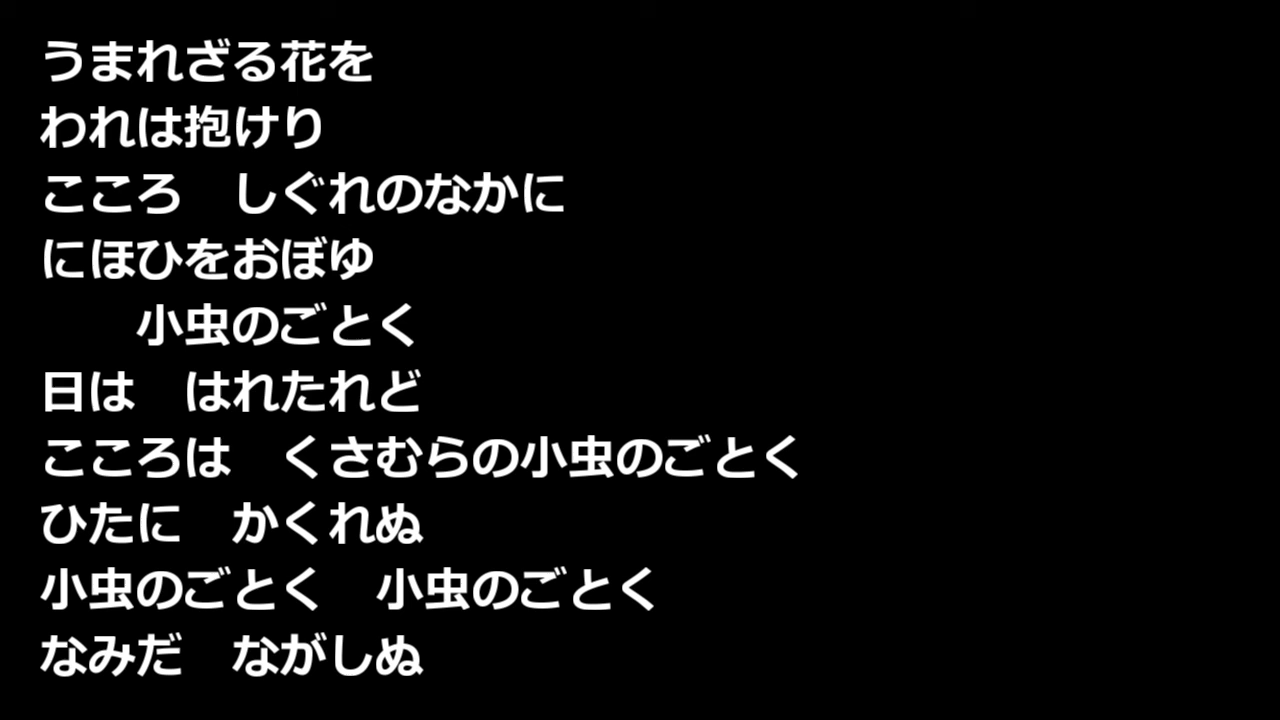 うまれざる花を
われは抱けり
こころ　しぐれのなかに
にほひをおぼゆ
　　小虫のごとく
日は　はれたれど
こころは　くさむらの小虫のごとく
ひたに　かくれぬ
小虫のごとく　小虫のごとく
なみだ　ながしぬ